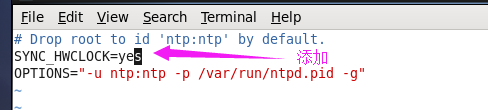 File Edit View Search Terminal Help
# Drop root to id 'ntp:ntp' by default.
SYNC_HWCLOCK=yes 添加
OPTIONS="-u ntp:ntp -p /var/run/ntpd.pid -g"
~
~